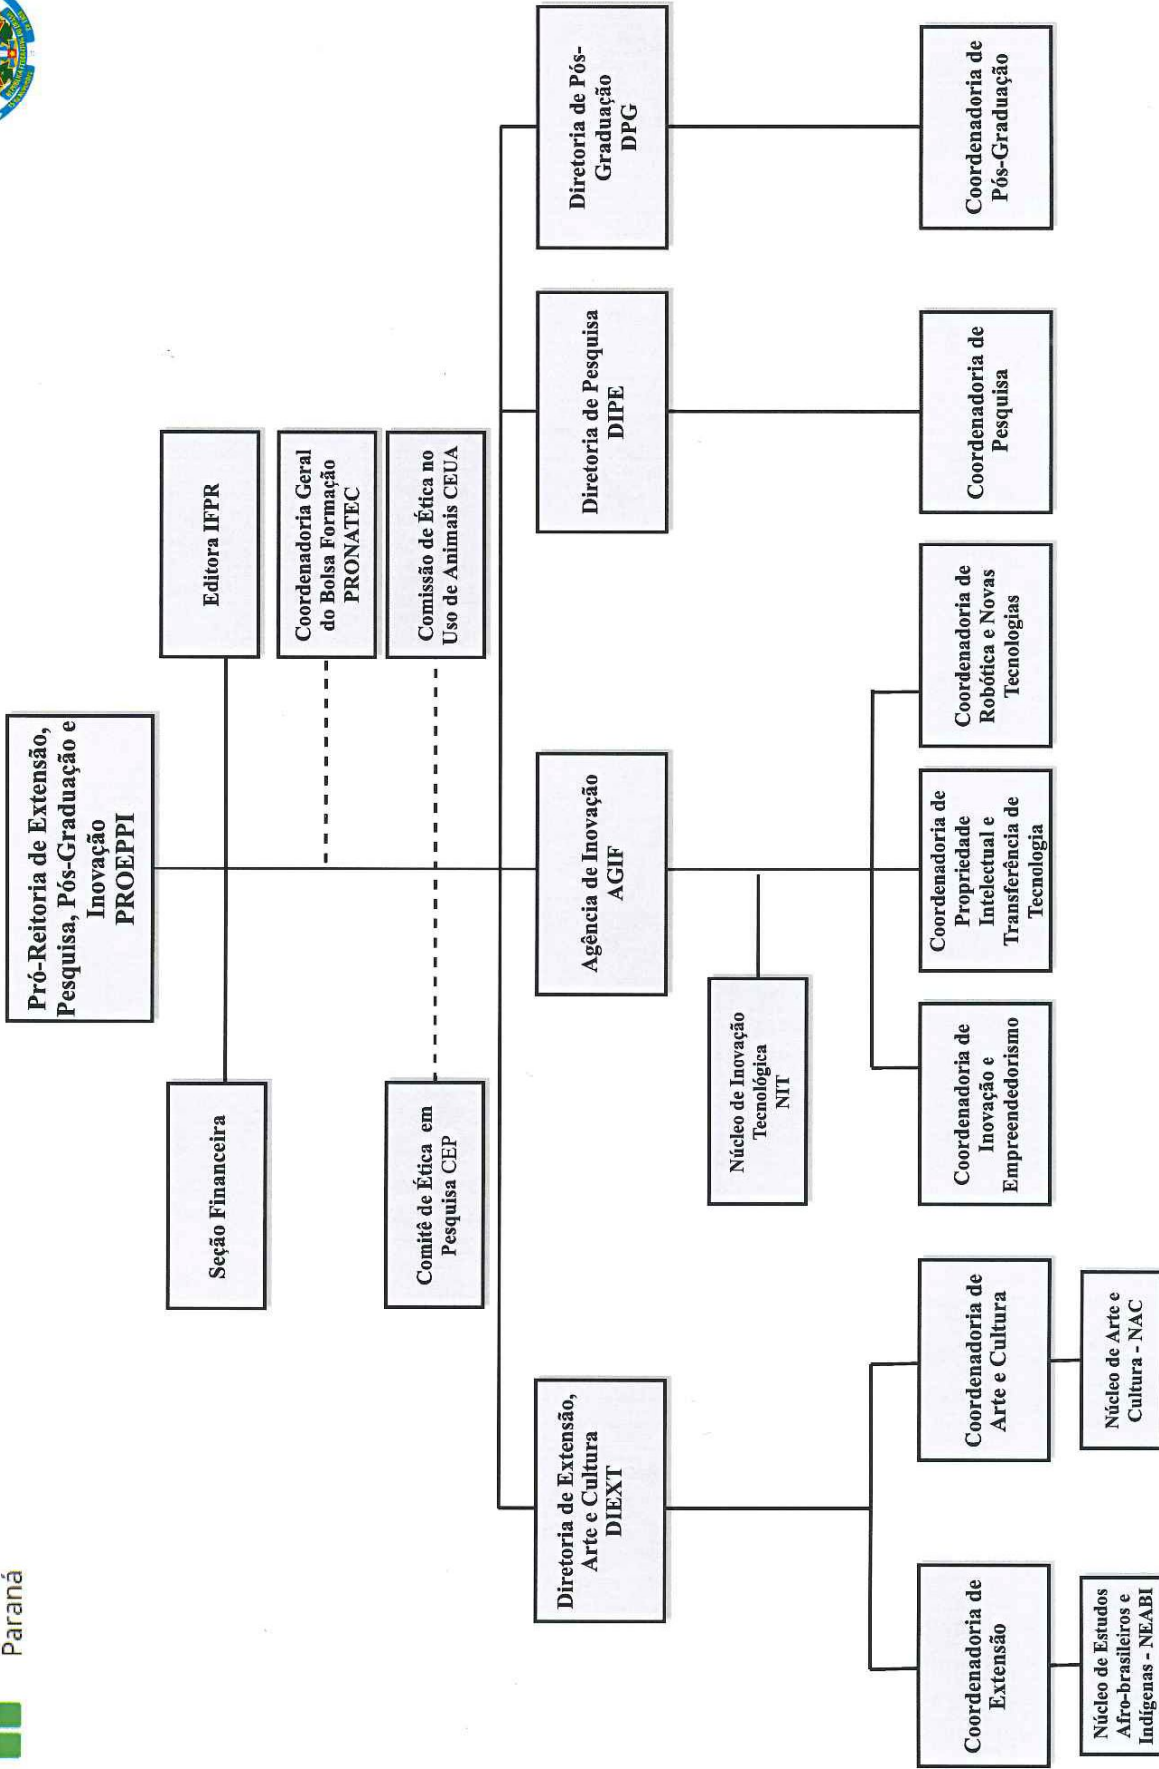 Paraná
Pró-Reitoria de Extensão,
Pesquisa, Pós-Graduação e
Inovação
PROEPPI
Seção Financeira
Editora IFPR
Coordenadoria Geral
do Bolsa Formação
PRONATEC
Comitê de Ética em
Pesquisa CEP
Comissão de Ética no
Uso de Animais CEUA
Diretoria de Extensão,
Arte e Cultura
DIEXT
Agência de Inovação
AGIF
Diretoria de Pesquisa
DIPE
Diretoria de Pós-
Graduação
DPG
Núcleo de Inovação
Tecnológica
NIT
Coordenadoria de
Extensão
Coordenadoria de
Arte e Cultura
Coordenadoria de
Inovação e
Empreendedorismo
Coordenadoria de
Propriedade
Intelectual e
Transferência de
Tecnologia
Coordenadoria de
Robótica e Novas
Tecnologias
Coordenadoria de
Pesquisa
Coordenadoria de
Pós-Graduação
Núcleo de Estudos
Afro-brasileiros e
Indígenas - NEABI
Núcleo de Arte e
Cultura - NAC